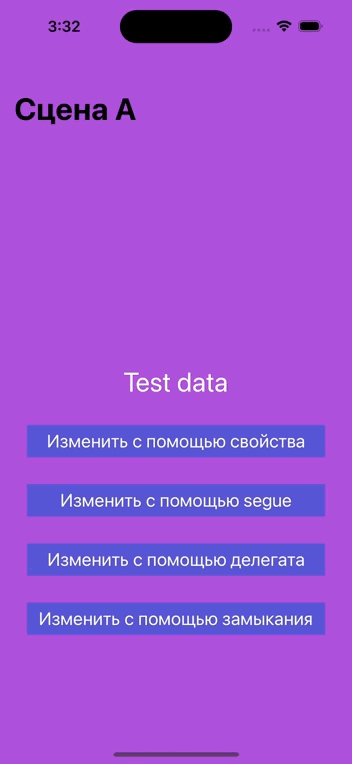 3:32
Сцена А
Test data
Изменить с помощью свойства
Изменить с помощью segue
Изменить с помощью делегата
Изменить с помощью замыкания